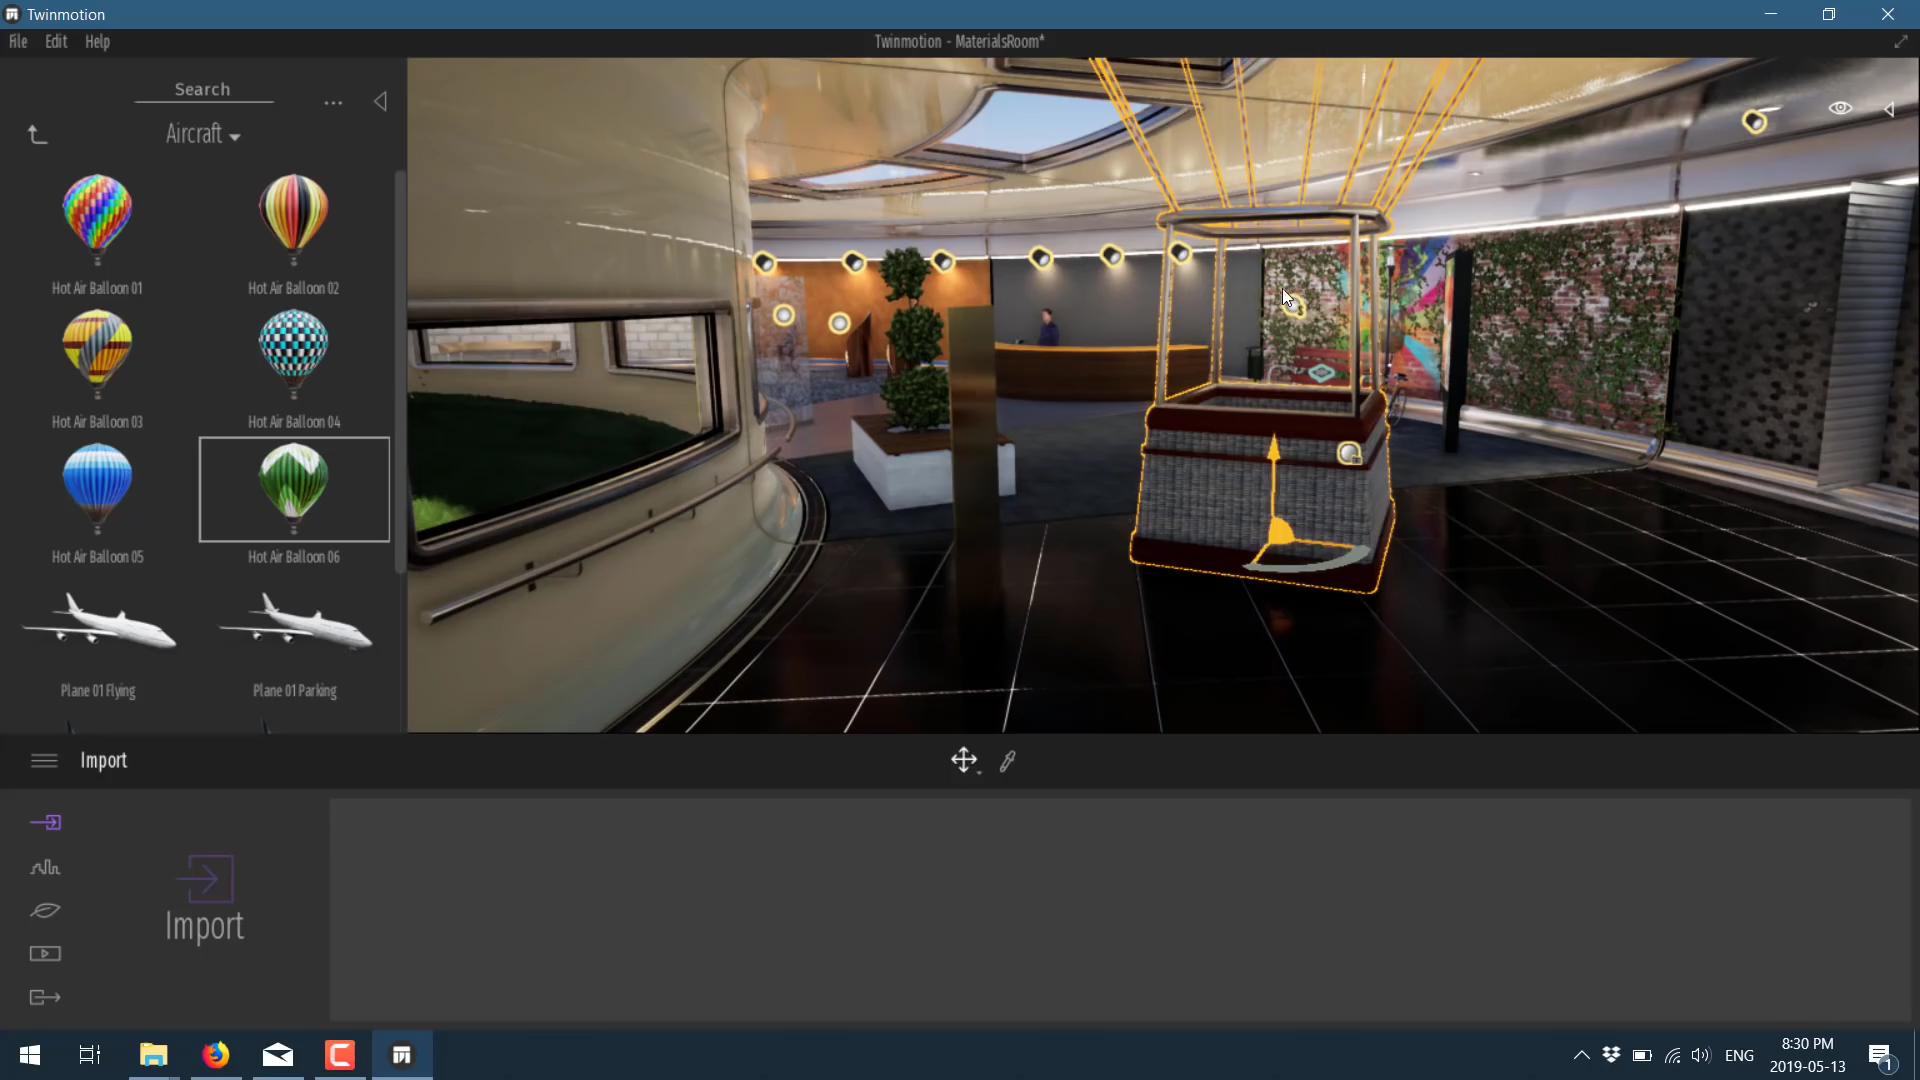 Twinmotion
File Edit Help
Twinmotion - MaterialsRoom*
Search
...
Aircraft
Hot Air Balloon 01
Hot Air Balloon 02
Hot Air Balloon 03
Hot Air Balloon 04
Hot Air Balloon 05
Hot Air Balloon 06
Plane 01 Flying
Plane 01 Parking
Import
Import
ENG
8:30 PM
2019-05-13
1